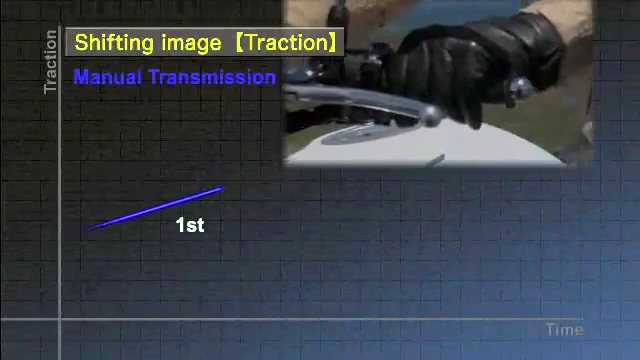 Traction
Shifting image【Traction】
Manual Transmission
1st
Time